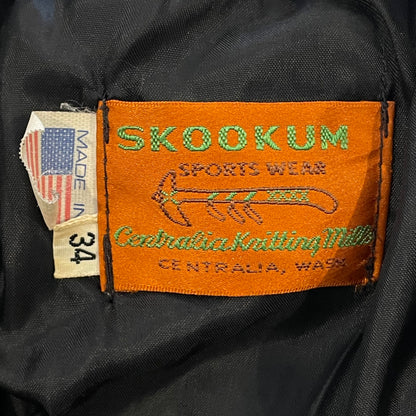 SKOOKUM
SPORTS WEAR
Centralia Knitting Mills
CENTRALIA, WASH
MADE IN
34